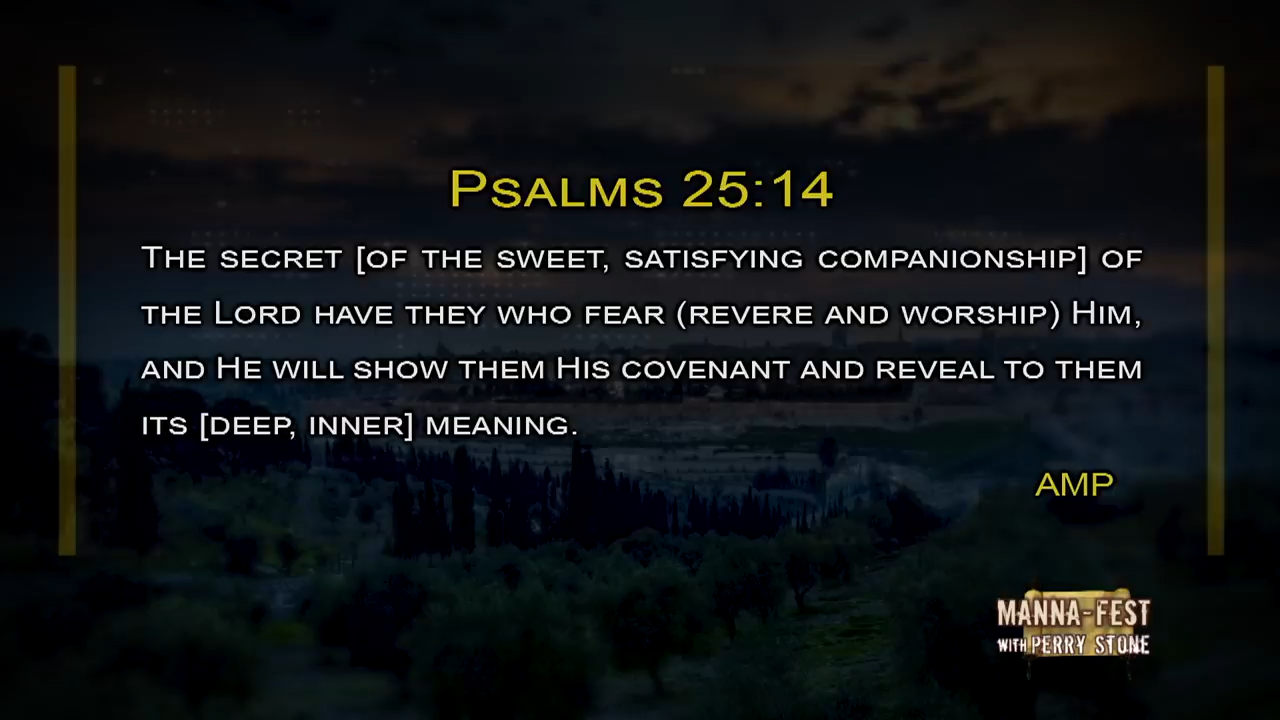 Psalms 25:14
The secret [of the sweet, satisfying companionship] of
the Lord have they who fear (revere and worship) Him,
and He will show them His covenant and reveal to them
its [deep, inner] meaning.
AMP
MANNA-FEST
WITH PERRY STONE